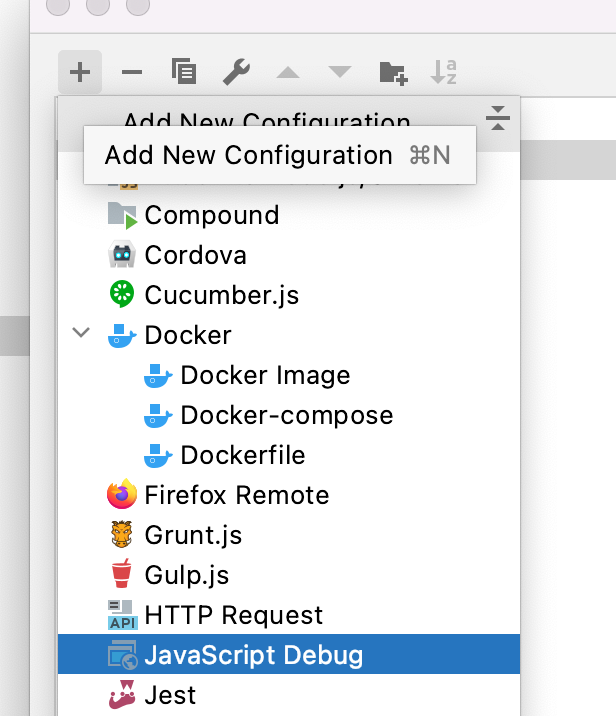 Add New Configuration
Add New Configuration ⌘N
Compound
Cordova
Cucumber.js
Docker
Docker Image
Docker-compose
Dockerfile
Firefox Remote
Grunt.js
Gulp.js
API HTTP Request
JavaScript Debug
Jest